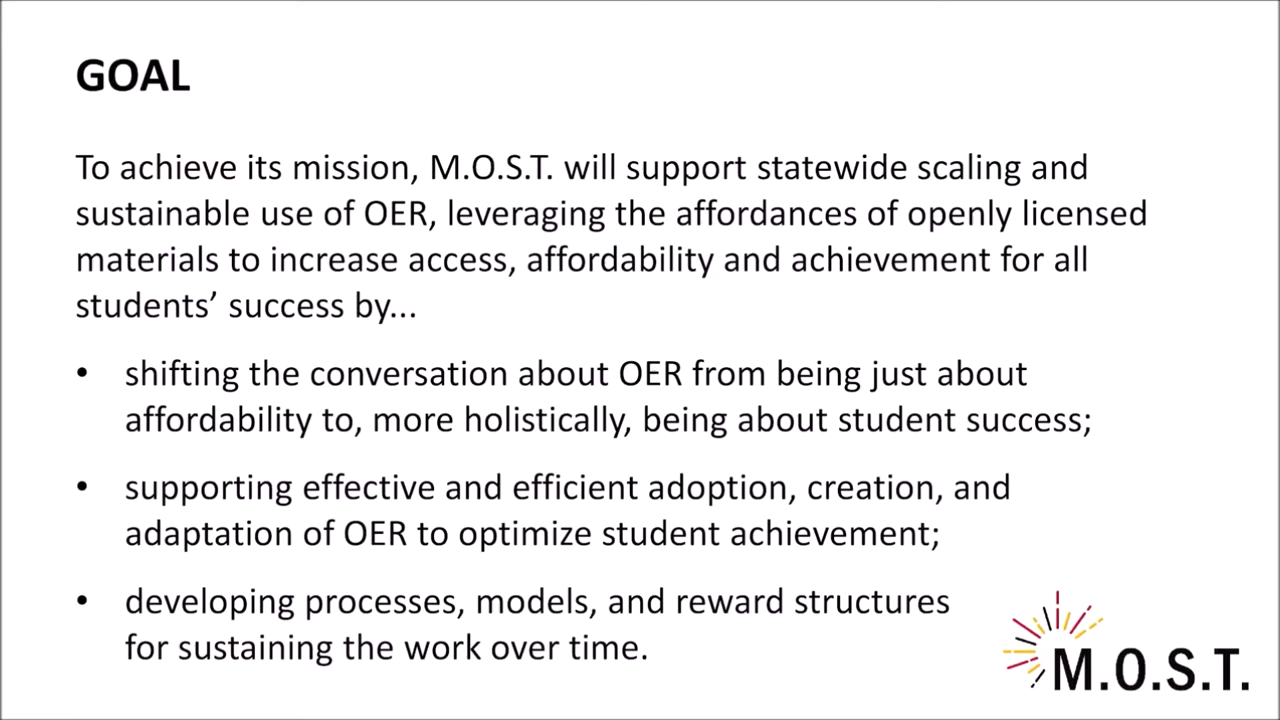 GOAL
To achieve its mission, M.O.S.T. will support statewide scaling and
sustainable use of OER, leveraging the affordances of openly licensed
materials to increase access, affordability and achievement for all
students’ success by...
• shifting the conversation about OER from being just about
affordability to, more holistically, being about student success;
• supporting effective and efficient adoption, creation, and
adaptation of OER to optimize student achievement;
• developing processes, models, and reward structures
for sustaining the work over time.
M.O.S.T.